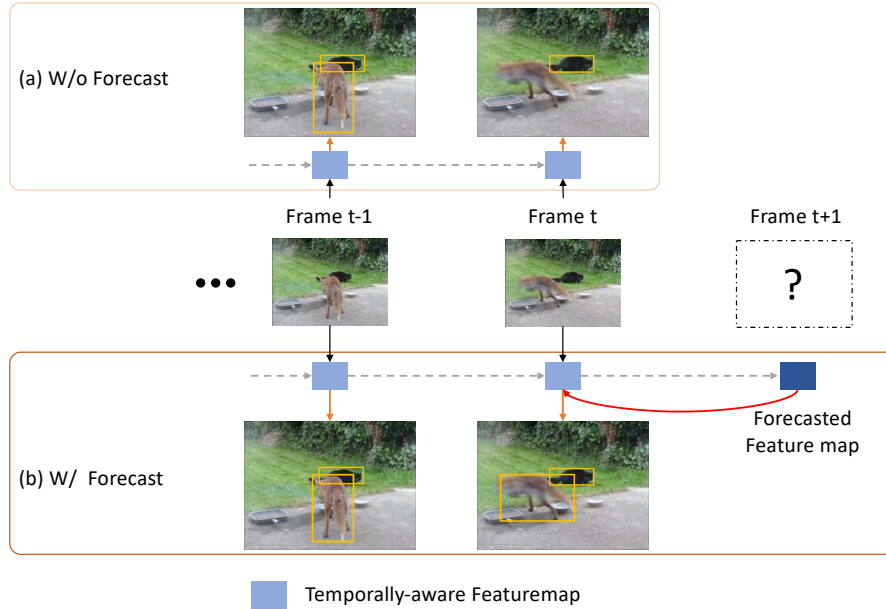 (a) W/o Forecast
Frame t-1
Frame t
Frame t+1
•••
?
Forecasted
Feature map
(b) W/ Forecast
Temporally-aware Featuremap